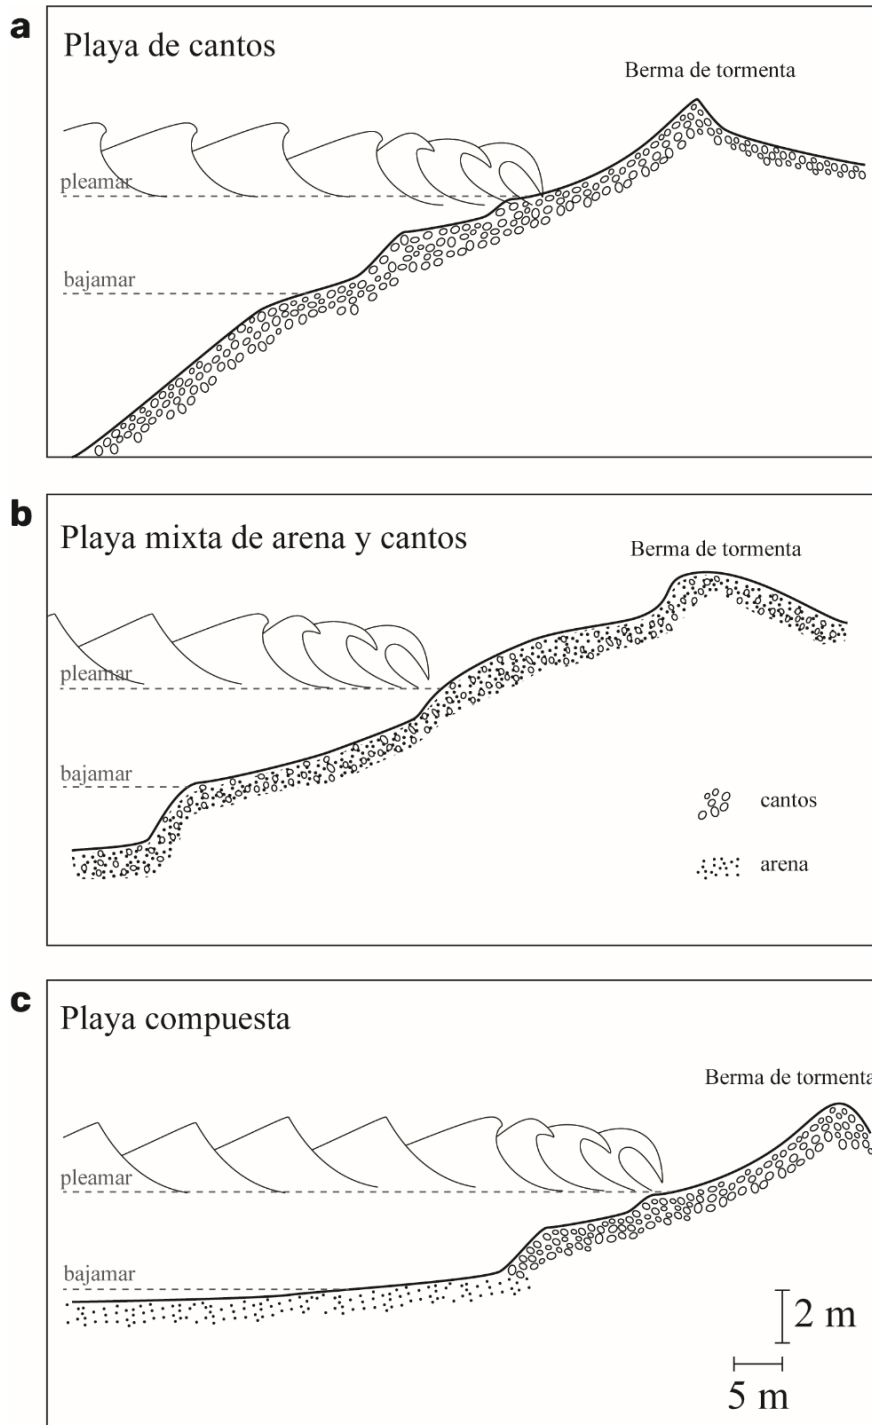 a
Playa de cantos
Berma de tormenta
pleamar
bajamar
b
Playa mixta de arena y cantos
Berma de tormenta
pleamar
bajamar
cantos
arena
c
Playa compuesta
Berma de tormenta
pleamar
bajamar
2 m
5 m